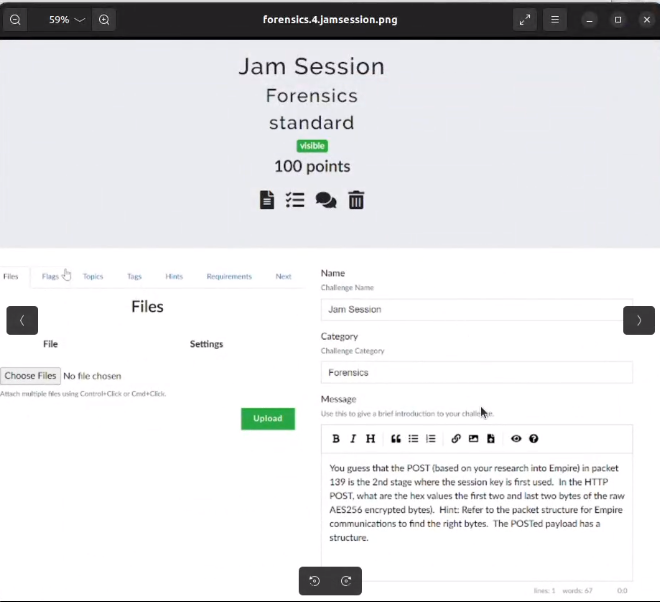 59%
forensics.4.jamsession.png
Jam Session
Forensics
standard
visible
100 points
Files Flags Topics Tags Hints Requirements Next
Files
File Settings
Choose Files No file chosen
Attach multiple files using Control+Click or Cmd+Click.
Upload
Name
Challenge Name
Jam Session
Category
Challenge Category
Forensics
Message
Use this to give a brief introduction to your challenge.
B I H
You guess that the POST (based on your research into Empire) in packet
139 is the 2nd stage where the session key is first used. In the HTTP
POST, what are the hex values the first two and last two bytes of the raw
AES256 encrypted bytes). Hint: Refer to the packet structure for Empire
communications to find the right bytes. The POSTed payload has a
structure.
lines: 1 words: 67 0:0